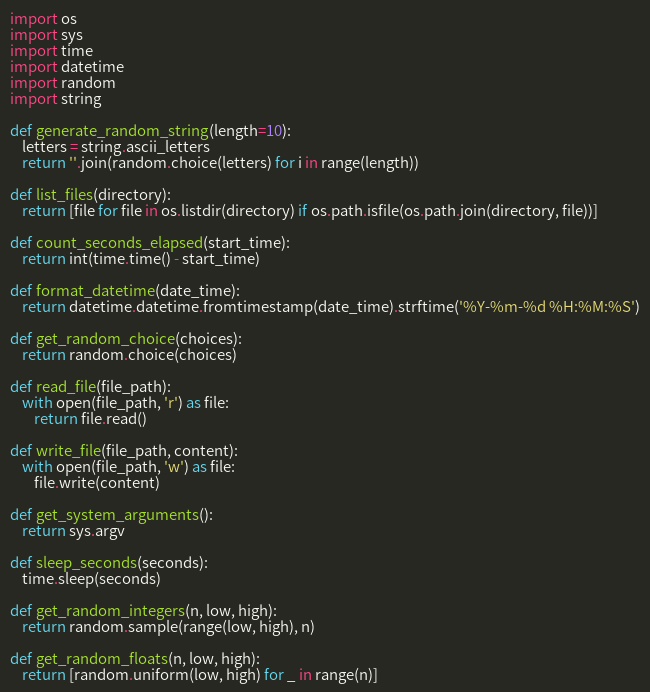 import os
import sys
import time
import datetime
import random
import string

def generate_random_string(length=10):
    letters = string.ascii_letters
    return ''.join(random.choice(letters) for i in range(length))

def list_files(directory):
    return [file for file in os.listdir(directory) if os.path.isfile(os.path.join(directory, file))]

def count_seconds_elapsed(start_time):
    return int(time.time() - start_time)

def format_datetime(date_time):
    return datetime.datetime.fromtimestamp(date_time).strftime('%Y-%m-%d %H:%M:%S')

def get_random_choice(choices):
    return random.choice(choices)

def read_file(file_path):
    with open(file_path, 'r') as file:
        return file.read()

def write_file(file_path, content):
    with open(file_path, 'w') as file:
        file.write(content)

def get_system_arguments():
    return sys.argv

def sleep_seconds(seconds):
    time.sleep(seconds)

def get_random_integers(n, low, high):
    return random.sample(range(low, high), n)

def get_random_floats(n, low, high):
    return [random.uniform(low, high) for _ in range(n)]